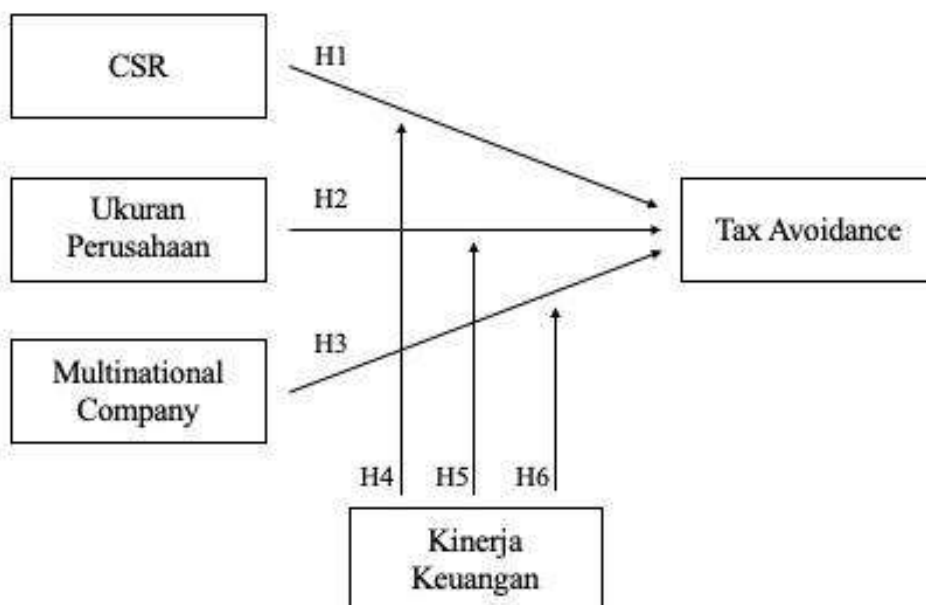 CSR
H1
Ukuran
Perusahaan
H2
Tax Avoidance
H3
Multinational
Company
H4
H5
H6
Kinerja
Keuangan